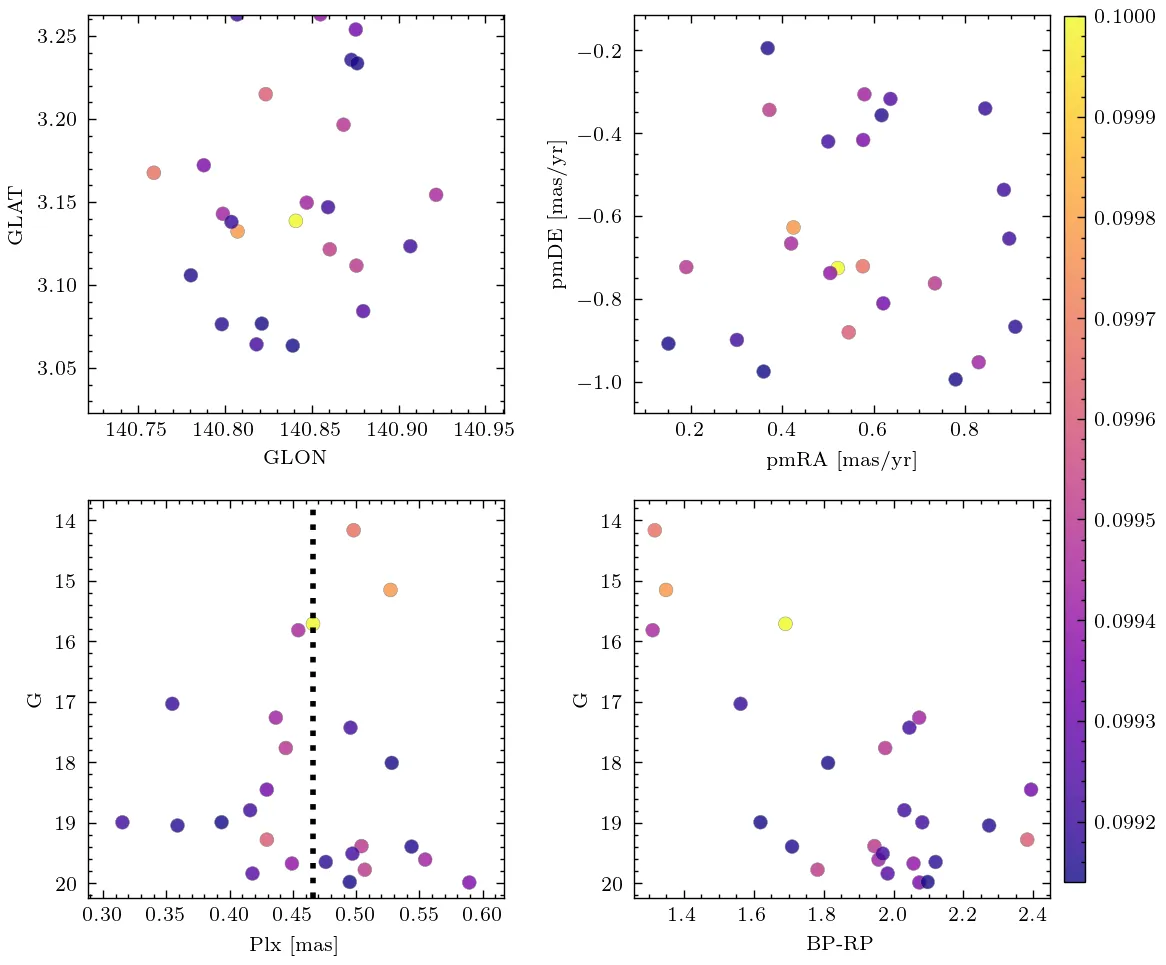 3.25
3.20
3.15
3.10
3.05
GLAT
140.75 140.80 140.85 140.90 140.95
GLON
−0.2
−0.4
−0.6
−0.8
−1.0
pmDE [mas/yr]
0.2 0.4 0.6 0.8
pmRA [mas/yr]
0.1000
0.0999
0.0998
0.0997
0.0996
0.0995
0.0994
0.0993
0.0992
14
15
16
17
18
19
20
G
0.30 0.35 0.40 0.45 0.50 0.55 0.60
Plx [mas]
14
15
16
17
18
19
20
G
1.4 1.6 1.8 2.0 2.2 2.4
BP-RP